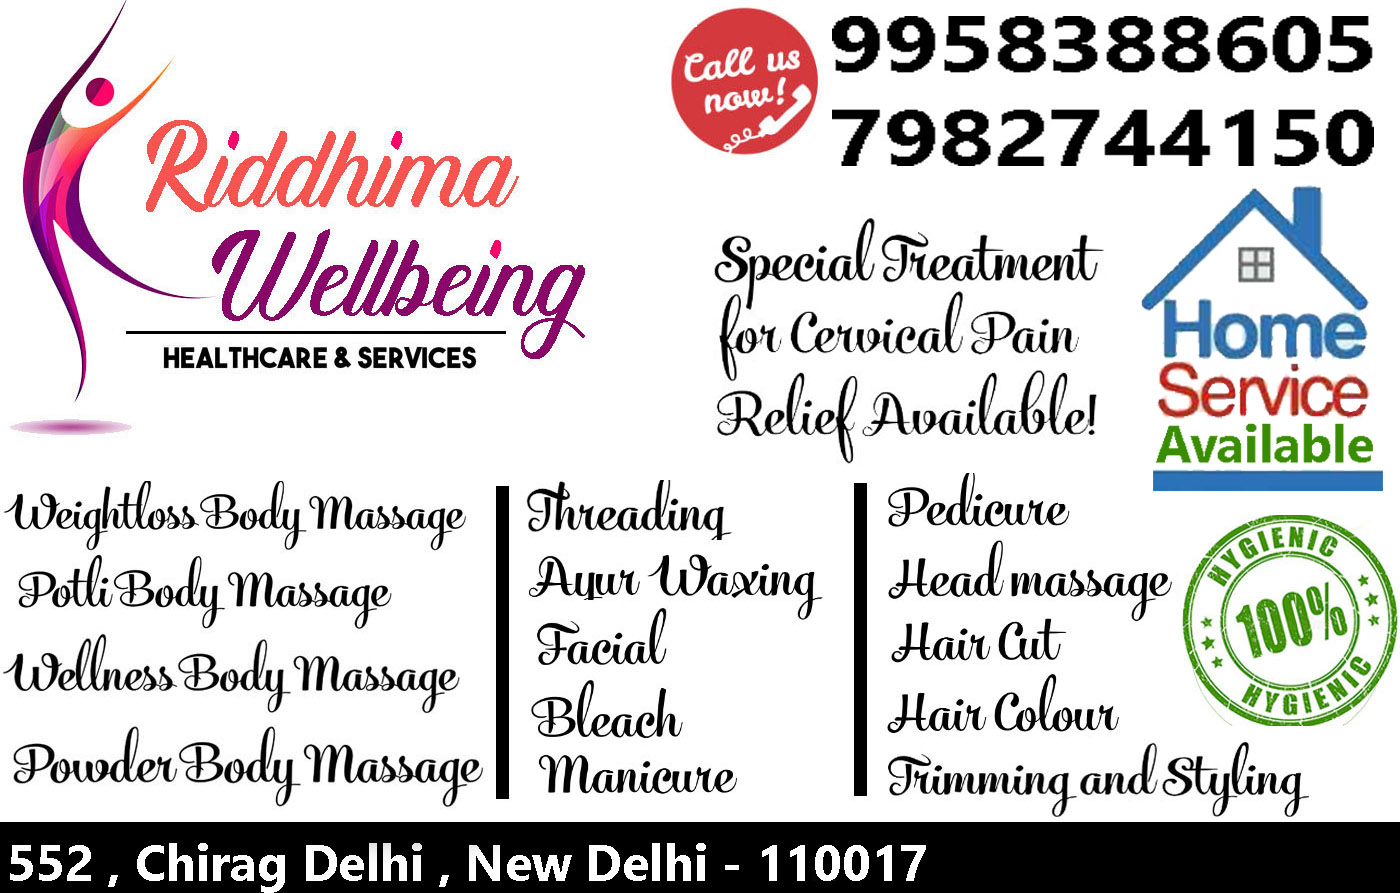 Riddhima
Wellbeing
HEALTHCARE & SERVICES
Call us
now!
9958388605
7982744150
Special Treatment
for Cervical Pain
Relief Available!
Home
Service
Available
Weightloss Body Massage
Potli Body Massage
Wellness Body Massage
Powder Body Massage
Threading
Ayur Waxing
Facial
Bleach
Manicure
Pedicure
Head massage
Hair Cut
Hair Colour
Trimming and Styling
HYGIENIC
100%
HYGIENIC
552 , Chirag Delhi , New Delhi - 110017